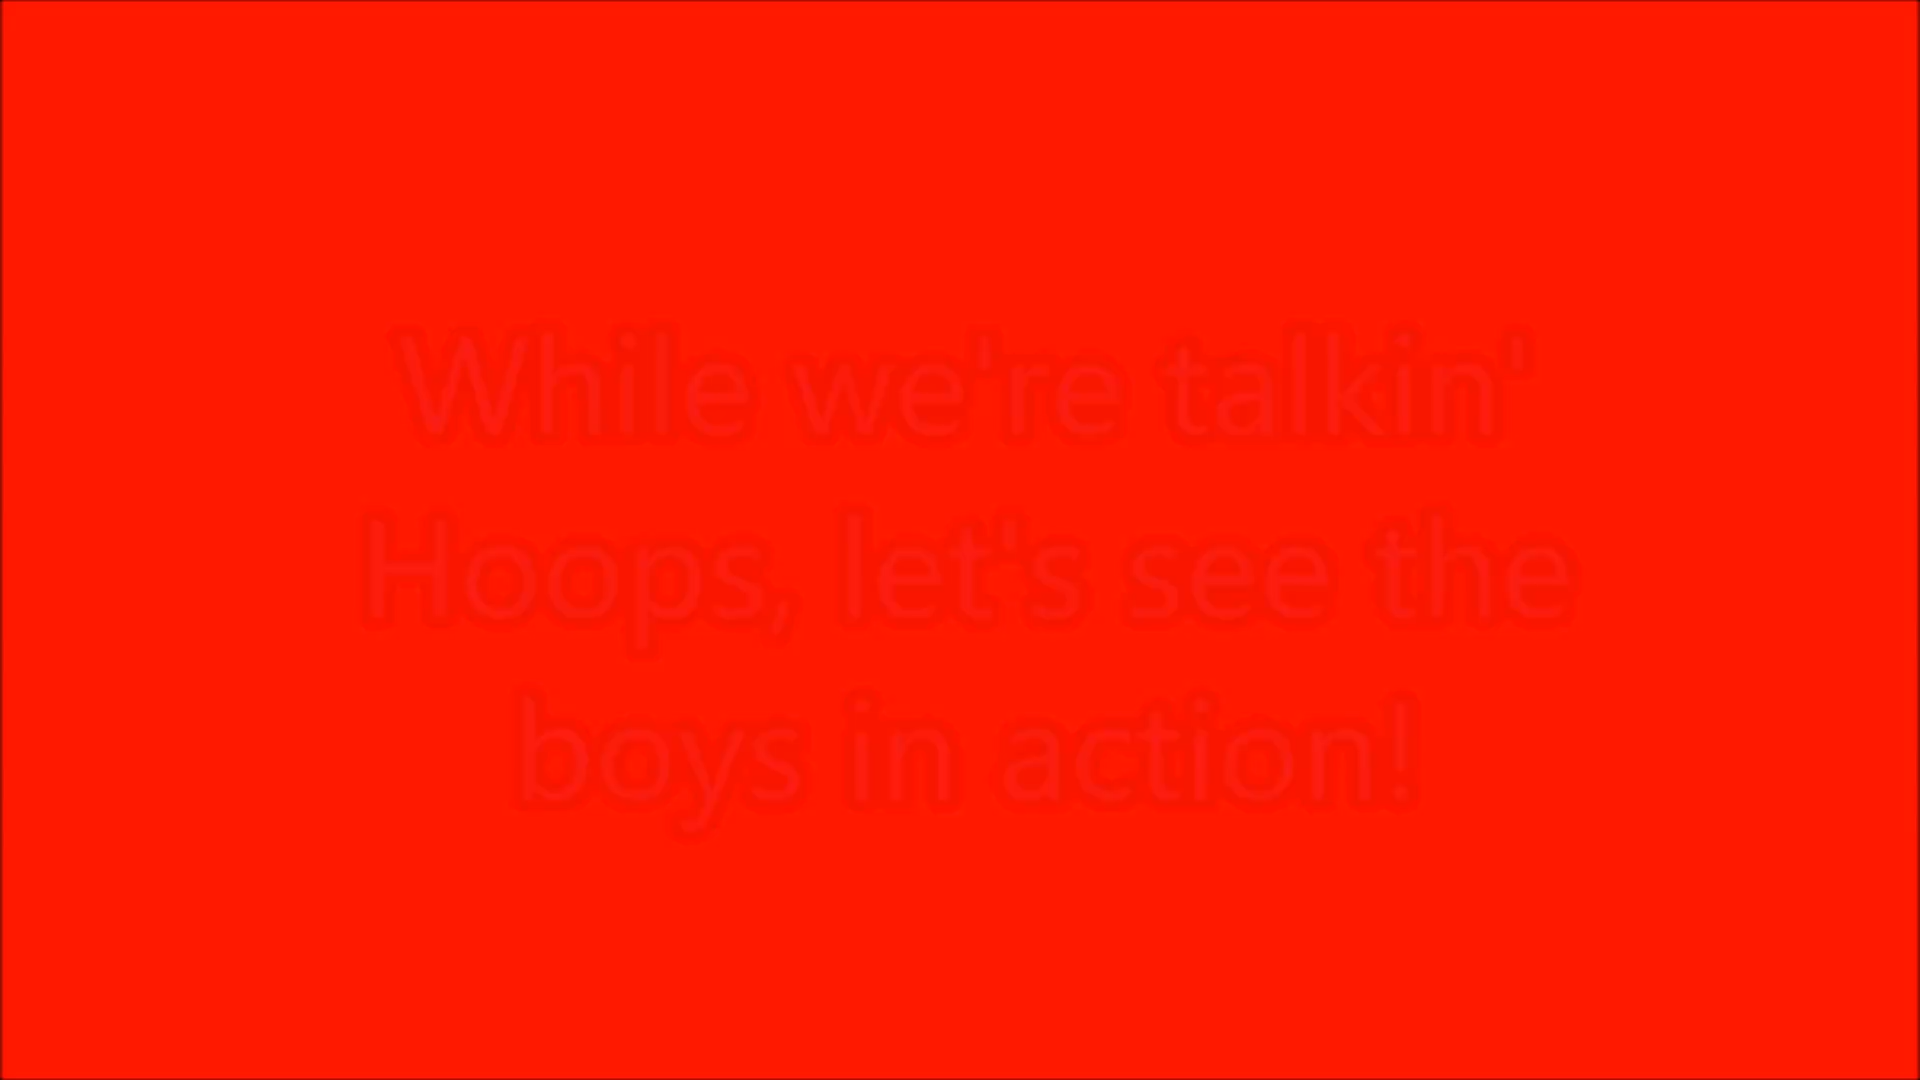 While we're talkin'
Hoops, let's see the
boys in action!